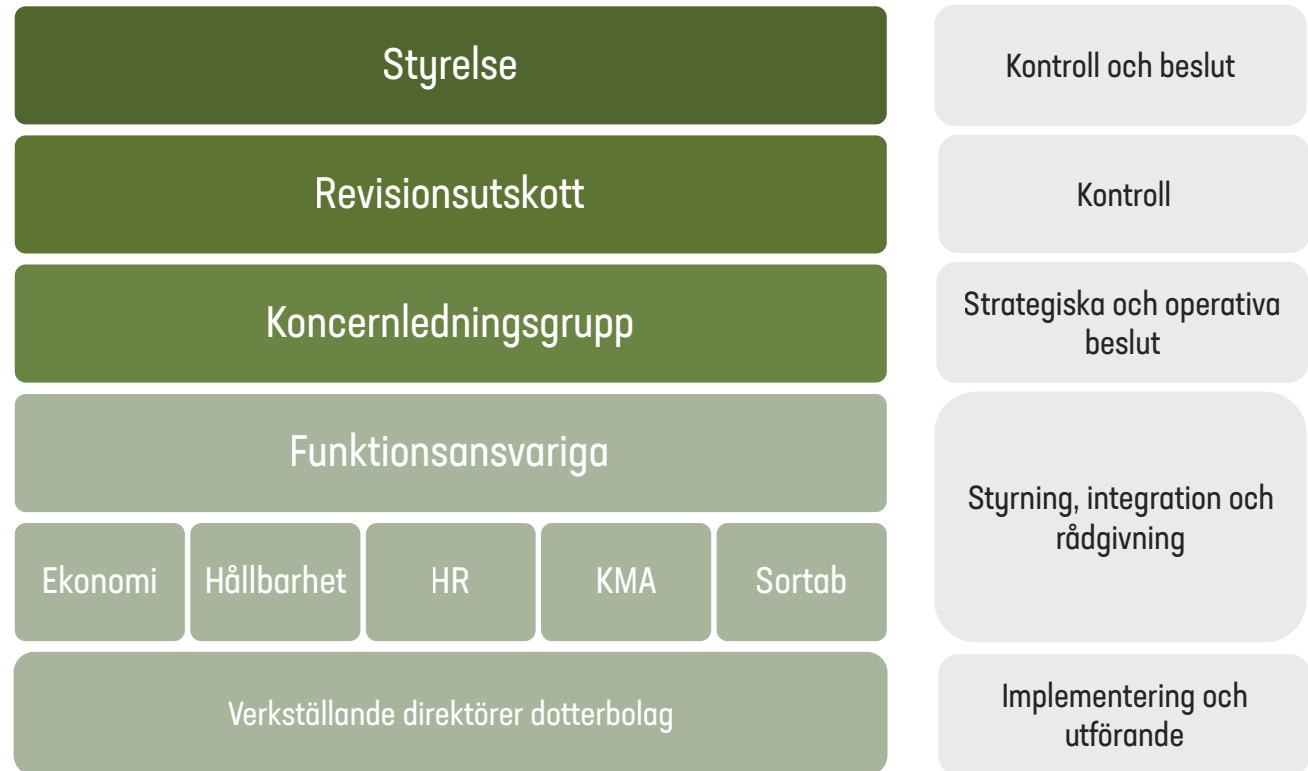 Styrelse
Kontroll och beslut
Revisionsutskott
Kontroll
Koncernledningsgrupp
Strategiska och operativa
beslut
Funktionsansvariga
Ekonomi
Hållbarhet
HR
KMA
Sortab
Styrning, integration och
rådgivning
Verkställande direktörer dotterbolag
Implementering och
utförande